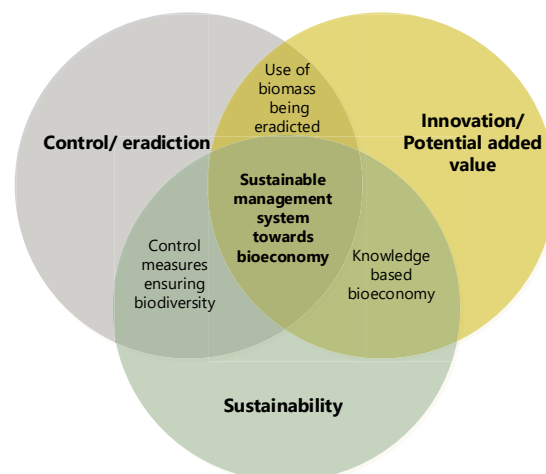 Use of
biomass
being
eradicted
Control/ eradiction
Innovation/
Potential added
value
Sustainable
management
system
towards
bioeconomy
Control
measures
ensuring
biodiversity
Knowledge
based
bioeconomy
Sustainability